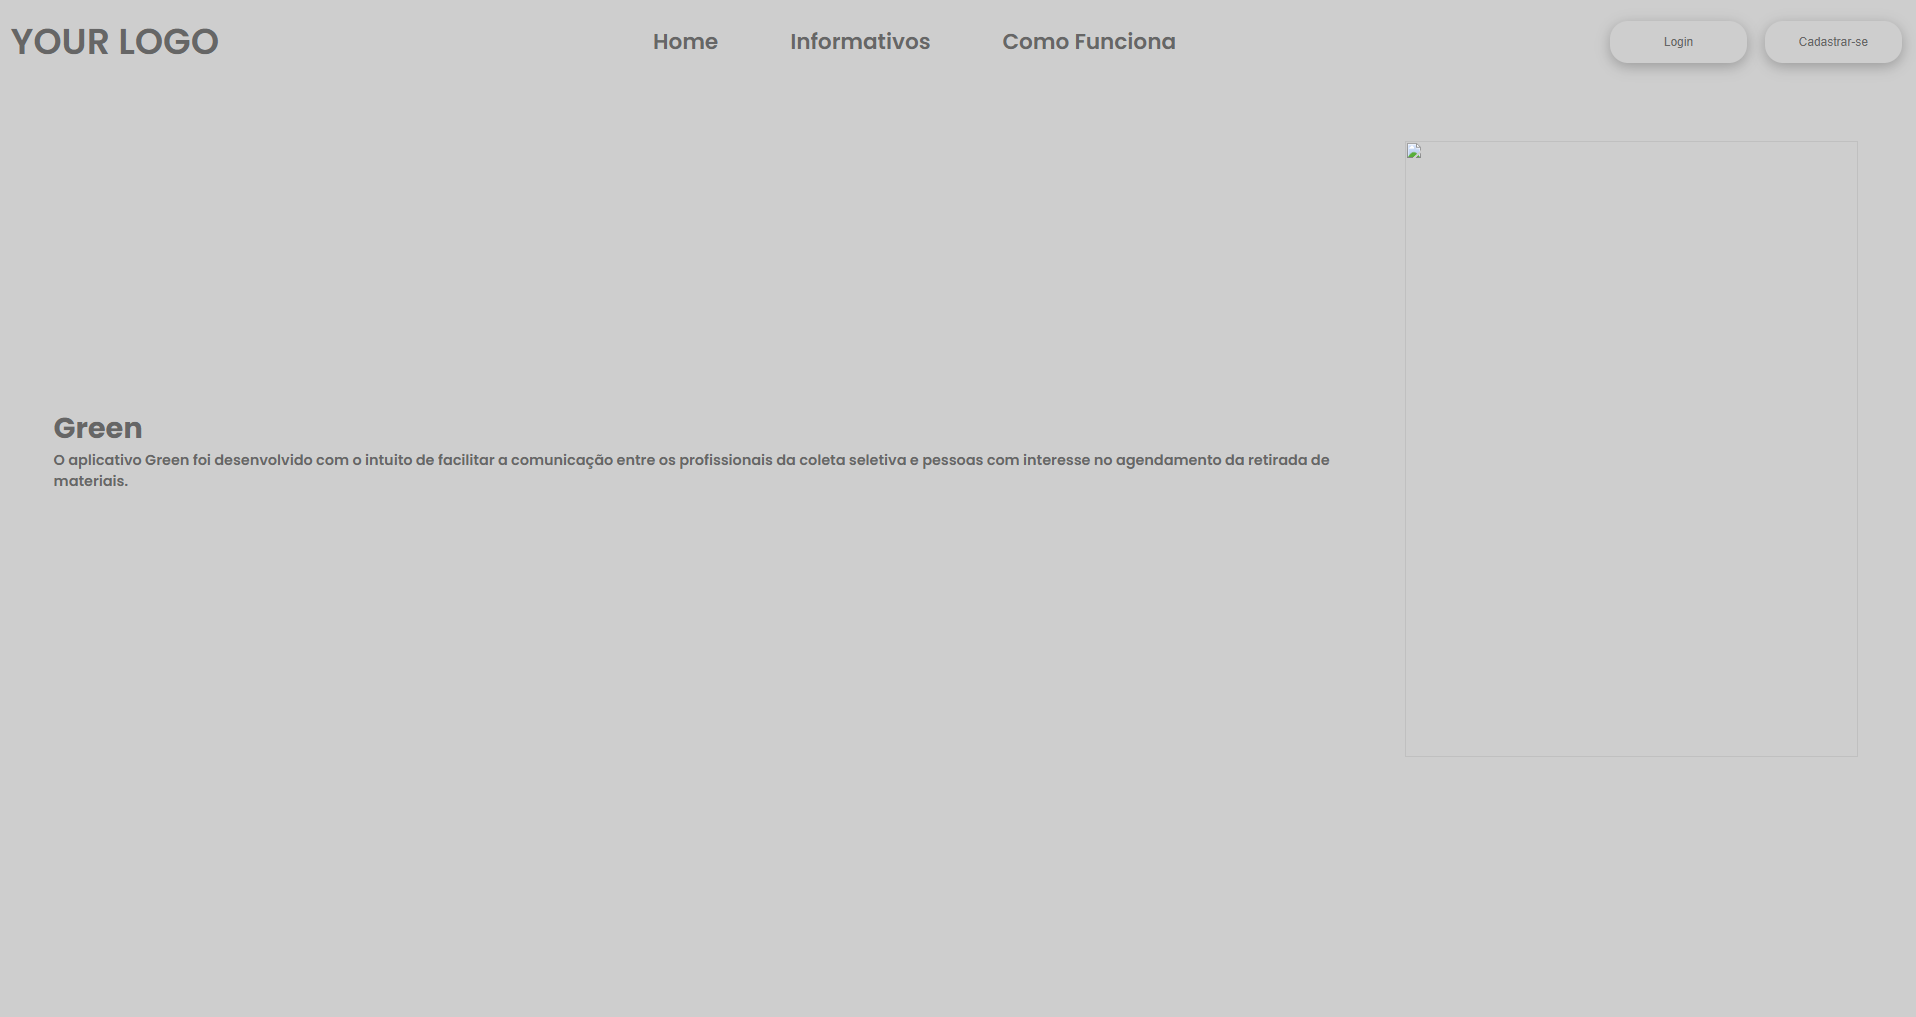 YOUR LOGO
Home
Informativos
Como Funciona
Login
Cadastrar-se
Green
O aplicativo Green foi desenvolvido com o intuito de facilitar a comunicação entre os profissionais da coleta seletiva e pessoas com interesse no agendamento da retirada de
materiais.